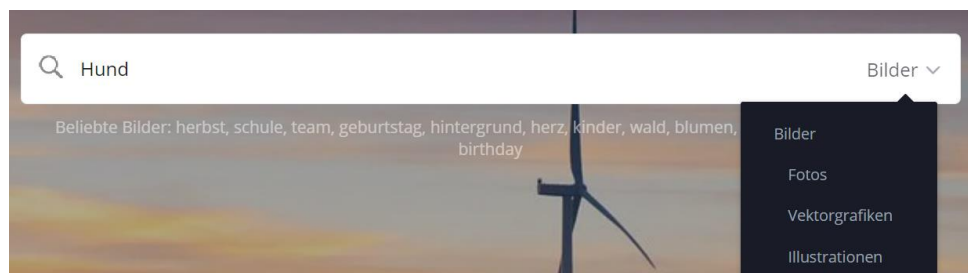 Hund
Bilder
Beliebte Bilder: herbst, schule, team, geburtstag, hintergrund, herz, kinder, wald, blumen,
birthday
Bilder
Fotos
Vektorgrafiken
Illustrationen